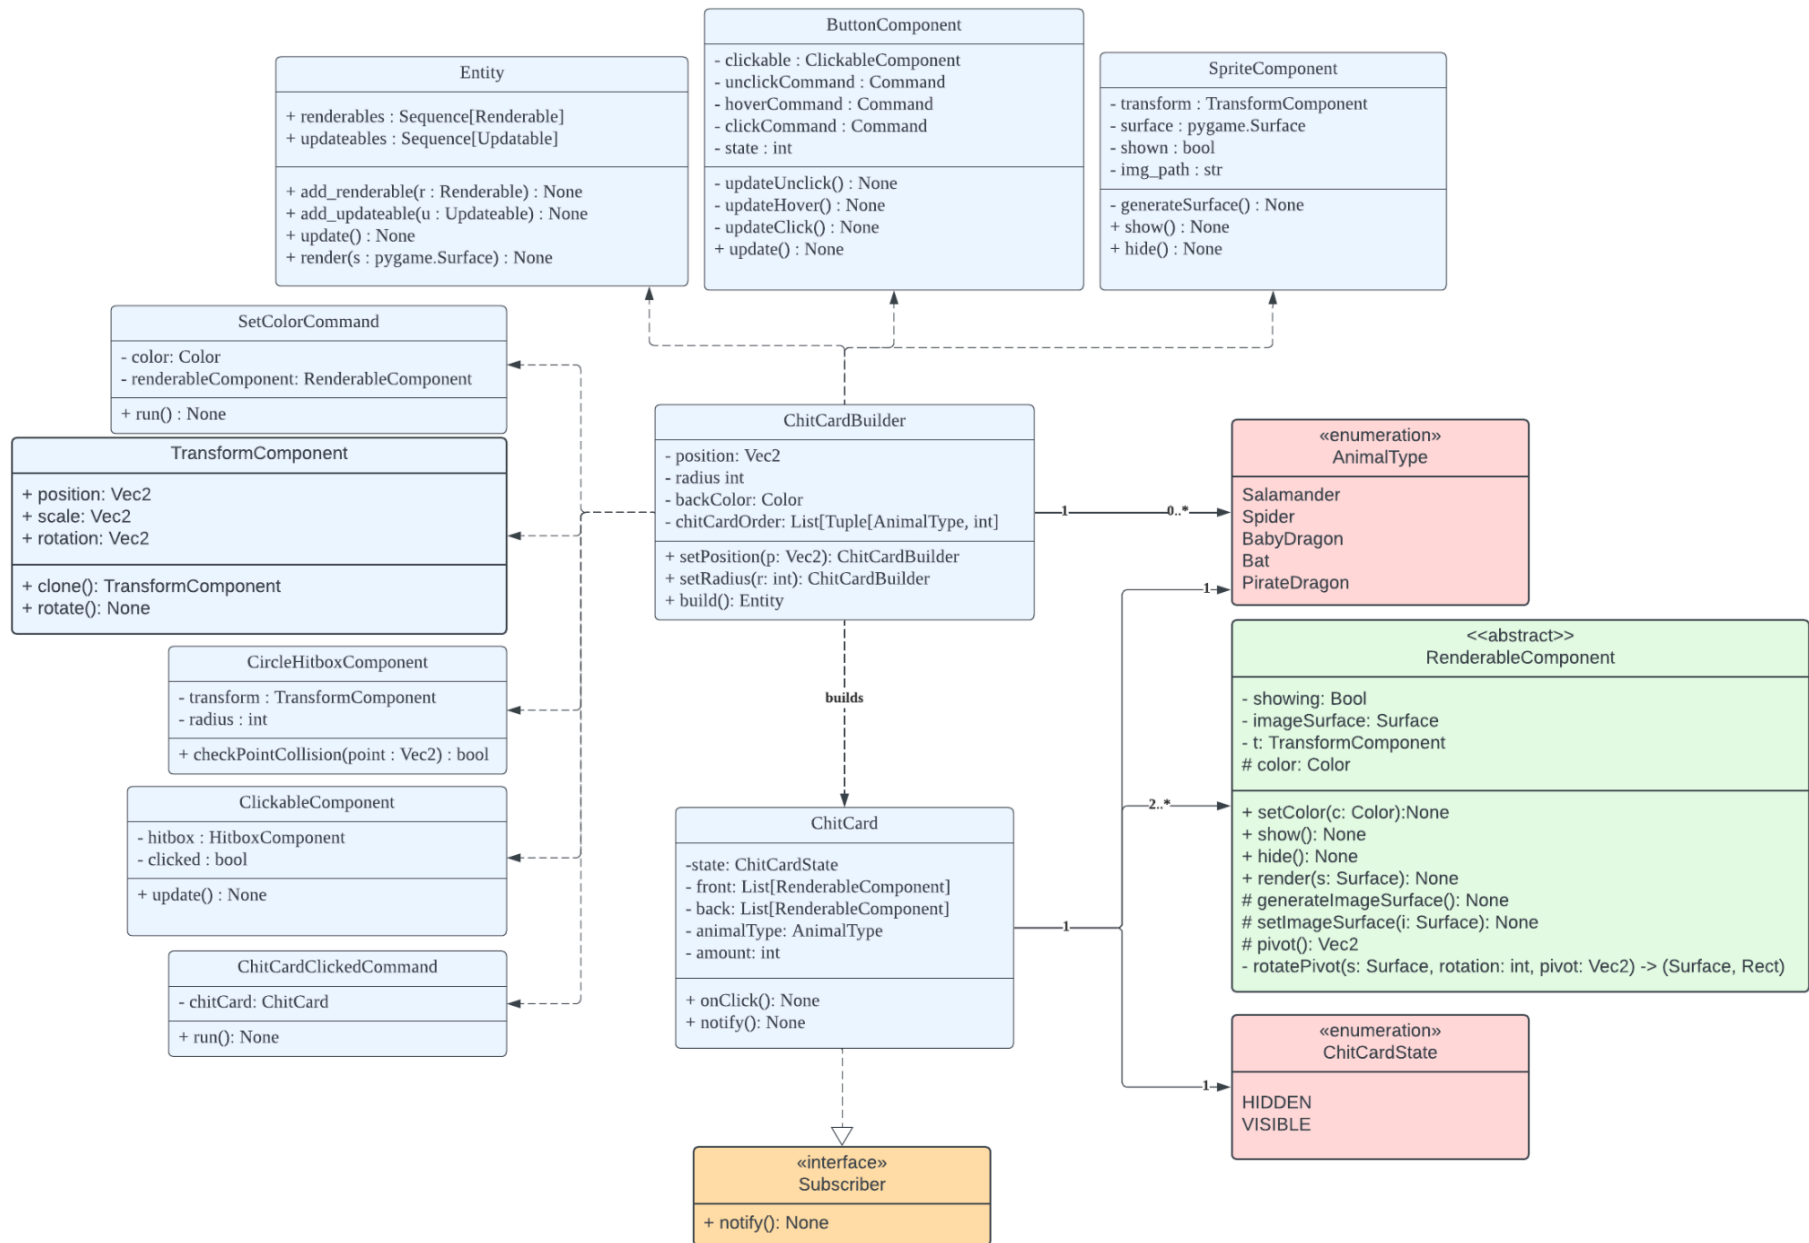 ButtonComponent
- clickable : ClickableComponent
- unclickCommand : Command
- hoverCommand : Command
- clickCommand : Command
- state : int
- updateUnclick() : None
- updateHover() : None
- updateClick() : None
+ update() : None
Entity
+ renderables : Sequence[Renderable]
+ updateables : Sequence[Updatable]
+ add_renderable(r : Renderable) : None
+ add_updateable(u : Updateable) : None
+ update() : None
+ render(s : pygame.Surface) : None
SpriteComponent
- transform : TransformComponent
- surface : pygame.Surface
- shown : bool
- img_path : str
- generateSurface() : None
+ show() : None
+ hide() : None
SetColorCommand
- color: Color
- renderableComponent: RenderableComponent
+ run() : None
TransformComponent
+ position: Vec2
+ scale: Vec2
+ rotation: Vec2
+ clone(): TransformComponent
+ rotate(): None
ChitCardBuilder
- position: Vec2
- radius int
- backColor: Color
- chitCardOrder: List[Tuple[AnimalType, int]
+ setPosition(p: Vec2): ChitCardBuilder
+ setRadius(r: int): ChitCardBuilder
+ build(): Entity
1
0..*
«enumeration»
AnimalType
Salamander
Spider
BabyDragon
Bat
PirateDragon
1
CircleHitboxComponent
- transform : TransformComponent
- radius : int
+ checkPointCollision(point : Vec2) : bool
builds
<<abstract>>
RenderableComponent
- showing: Bool
- imageSurface: Surface
- t: TransformComponent
# color: Color
+ setColor(c: Color):None
+ show(): None
+ hide(): None
+ render(s: Surface): None
# generateImageSurface(): None
# setImageSurface(i: Surface): None
# pivot(): Vec2
- rotatePivot(s: Surface, rotation: int, pivot: Vec2) -> (Surface, Rect)
2..*
ClickableComponent
- hitbox : HitboxComponent
- clicked : bool
+ update() : None
ChitCard
-state: ChitCardState
- front: List[RenderableComponent]
- back: List[RenderableComponent]
- animalType: AnimalType
- amount: int
+ onClick(): None
+ notify(): None
1
ChitCardClickedCommand
- chitCard: ChitCard
+ run(): None
«enumeration»
ChitCardState
HIDDEN
VISIBLE
1
«interface»
Subscriber
+ notify(): None